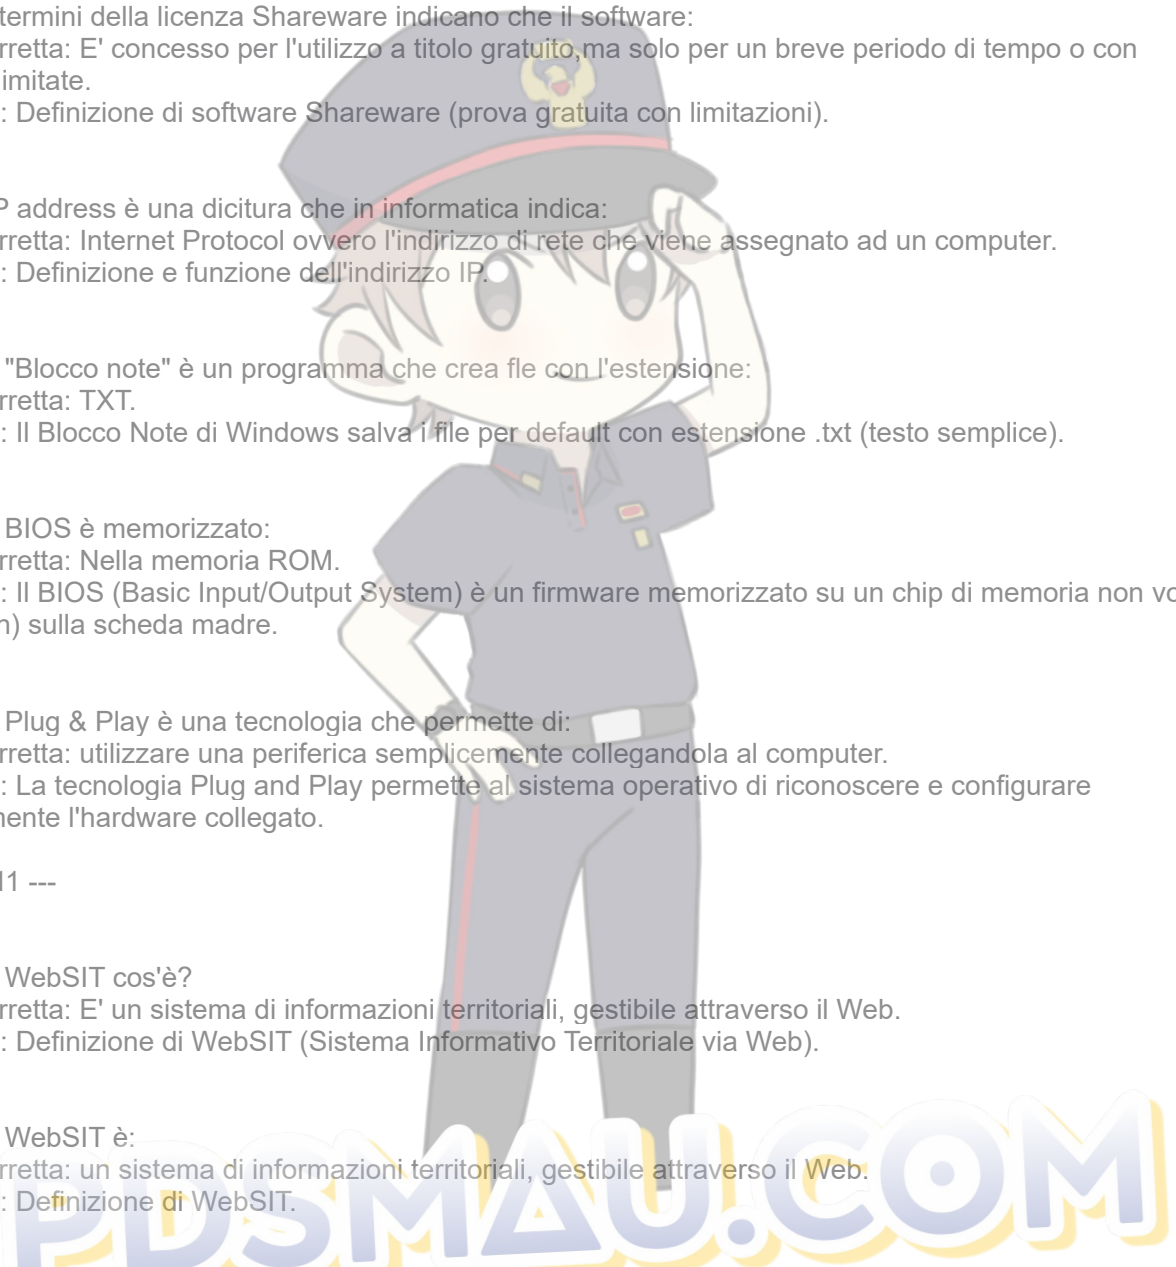 termini della licenza Shareware indicano che il software:
rretta: E' concesso per l'utilizzo a titolo gratuito,ma solo per un breve periodo di tempo o con
imitate.
: Definizione di software Shareware (prova gratuita con limitazioni).
P address è una dicitura che in informatica indica:
rretta: Internet Protocol ovvero l'indirizzo di rete che viene assegnato ad un computer.
: Definizione e funzione dell'indirizzo IP.
"Blocco note" è un programma che crea fle con l'estensione:
rretta: TXT.
: Il Blocco Note di Windows salva i file per default con estensione .txt (testo semplice).
BIOS è memorizzato:
rretta: Nella memoria ROM.
: Il BIOS (Basic Input/Output System) è un firmware memorizzato su un chip di memoria non vo
n) sulla scheda madre.
Plug & Play è una tecnologia che permette di:
rretta: utilizzare una periferica semplicemente collegandola al computer.
: La tecnologia Plug and Play permette al sistema operativo di riconoscere e configurare
mente l'hardware collegato.
11 ---
WebSIT cos'è?
rretta: E' un sistema di informazioni territoriali, gestibile attraverso il Web.
: Definizione di WebSIT (Sistema Informativo Territoriale via Web).
WebSIT è:
rretta: un sistema di informazioni territoriali, gestibile attraverso il Web.
: Definizione di WebSIT.
PDSMAU.COM